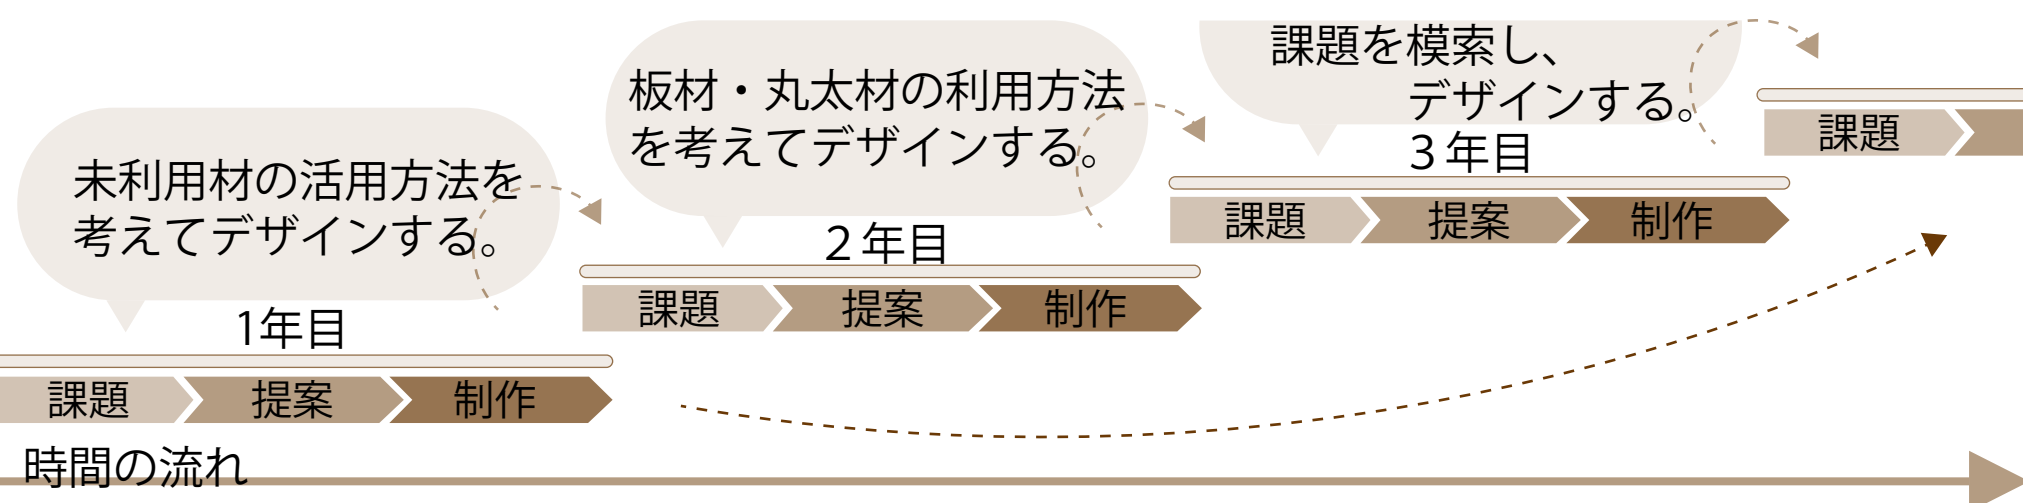 未利用材の活用方法を
考えてデザインする。
1年目
課題 提案 制作
板材・丸太材の利用方法
を考えてデザインする。
２年目
課題 提案 制作
課題を模索し、
デザインする。
３年目
課題 提案 制作
課題
時間の流れ